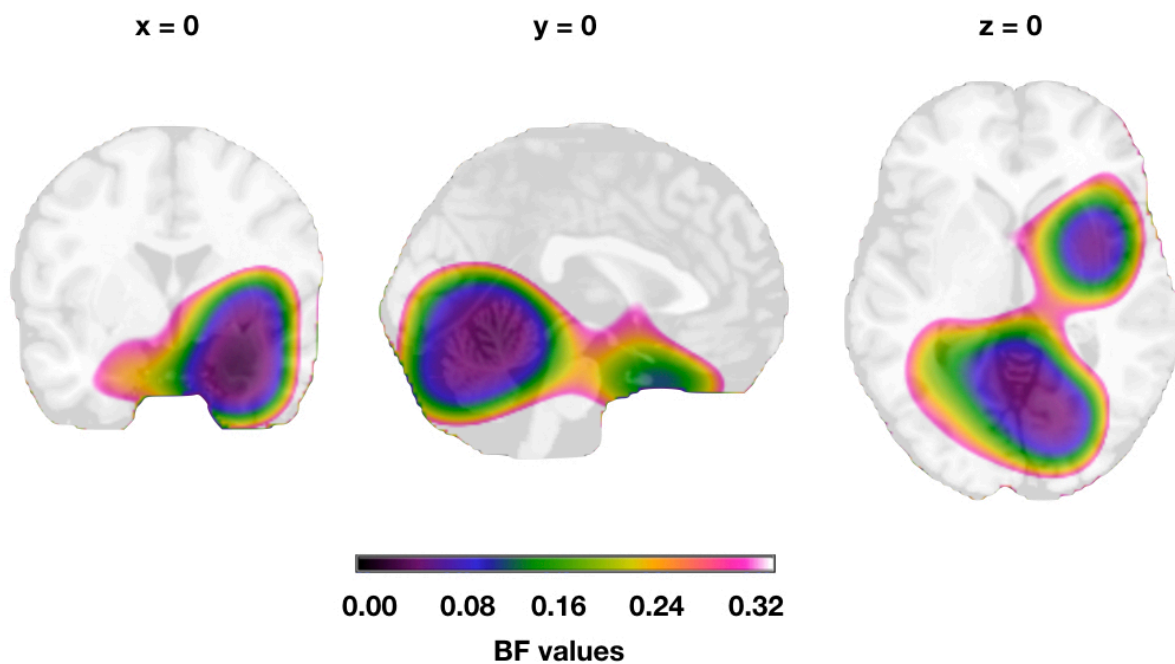 x = 0
y = 0
z = 0
0.00 0.08 0.16 0.24 0.32
BF values